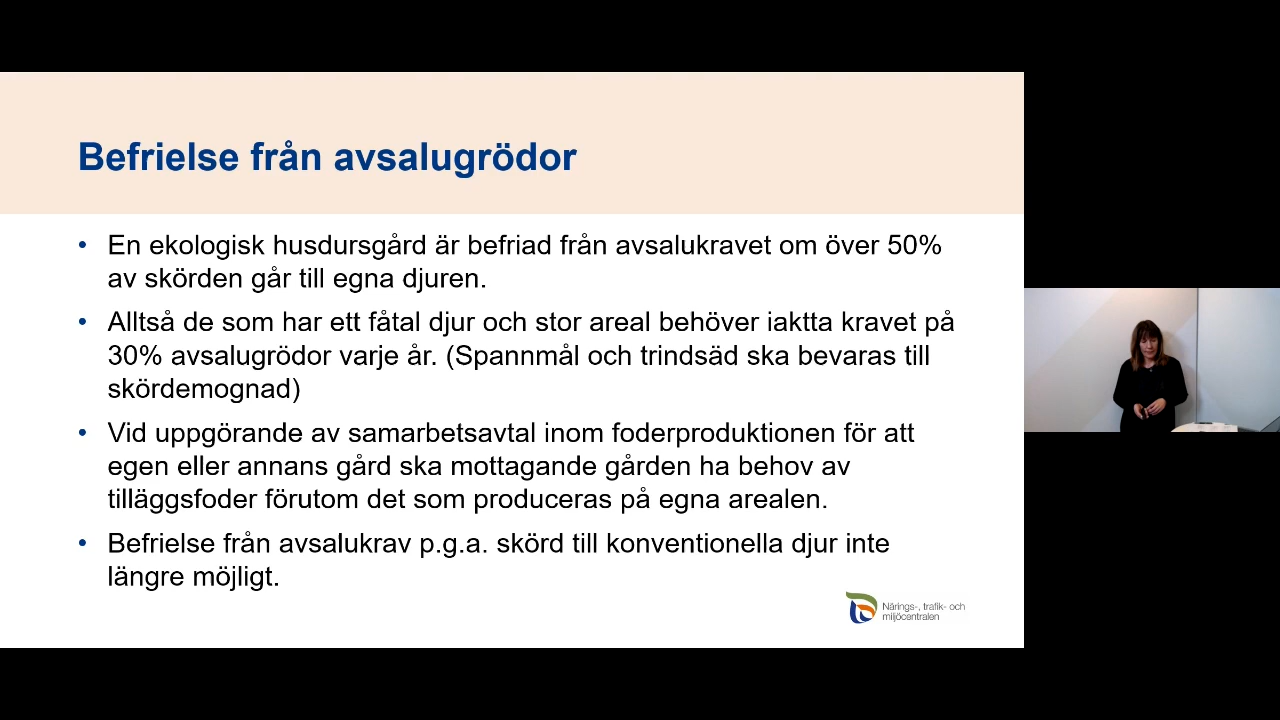 Befrielse från avsalugrödor
• En ekologisk husdursgård är befriad från avsalukravet om över 50%
av skörden går till egna djuren.
• Alltså de som har ett fåtal djur och stor areal behöver iaktta kravet på
30% avsalugrödor varje år. (Spannmål och trindsäd ska bevaras till
skördemognad)
• Vid uppgörande av samarbetsavtal inom foderproduktionen för att
egen eller annans gård ska mottagande gården ha behov av
tilläggsfoder förutom det som produceras på egna arealen.
• Befrielse från avsalukrav p.g.a. skörd till konventionella djur inte
längre möjligt.
Närings-, trafik- och
miljöcentralen